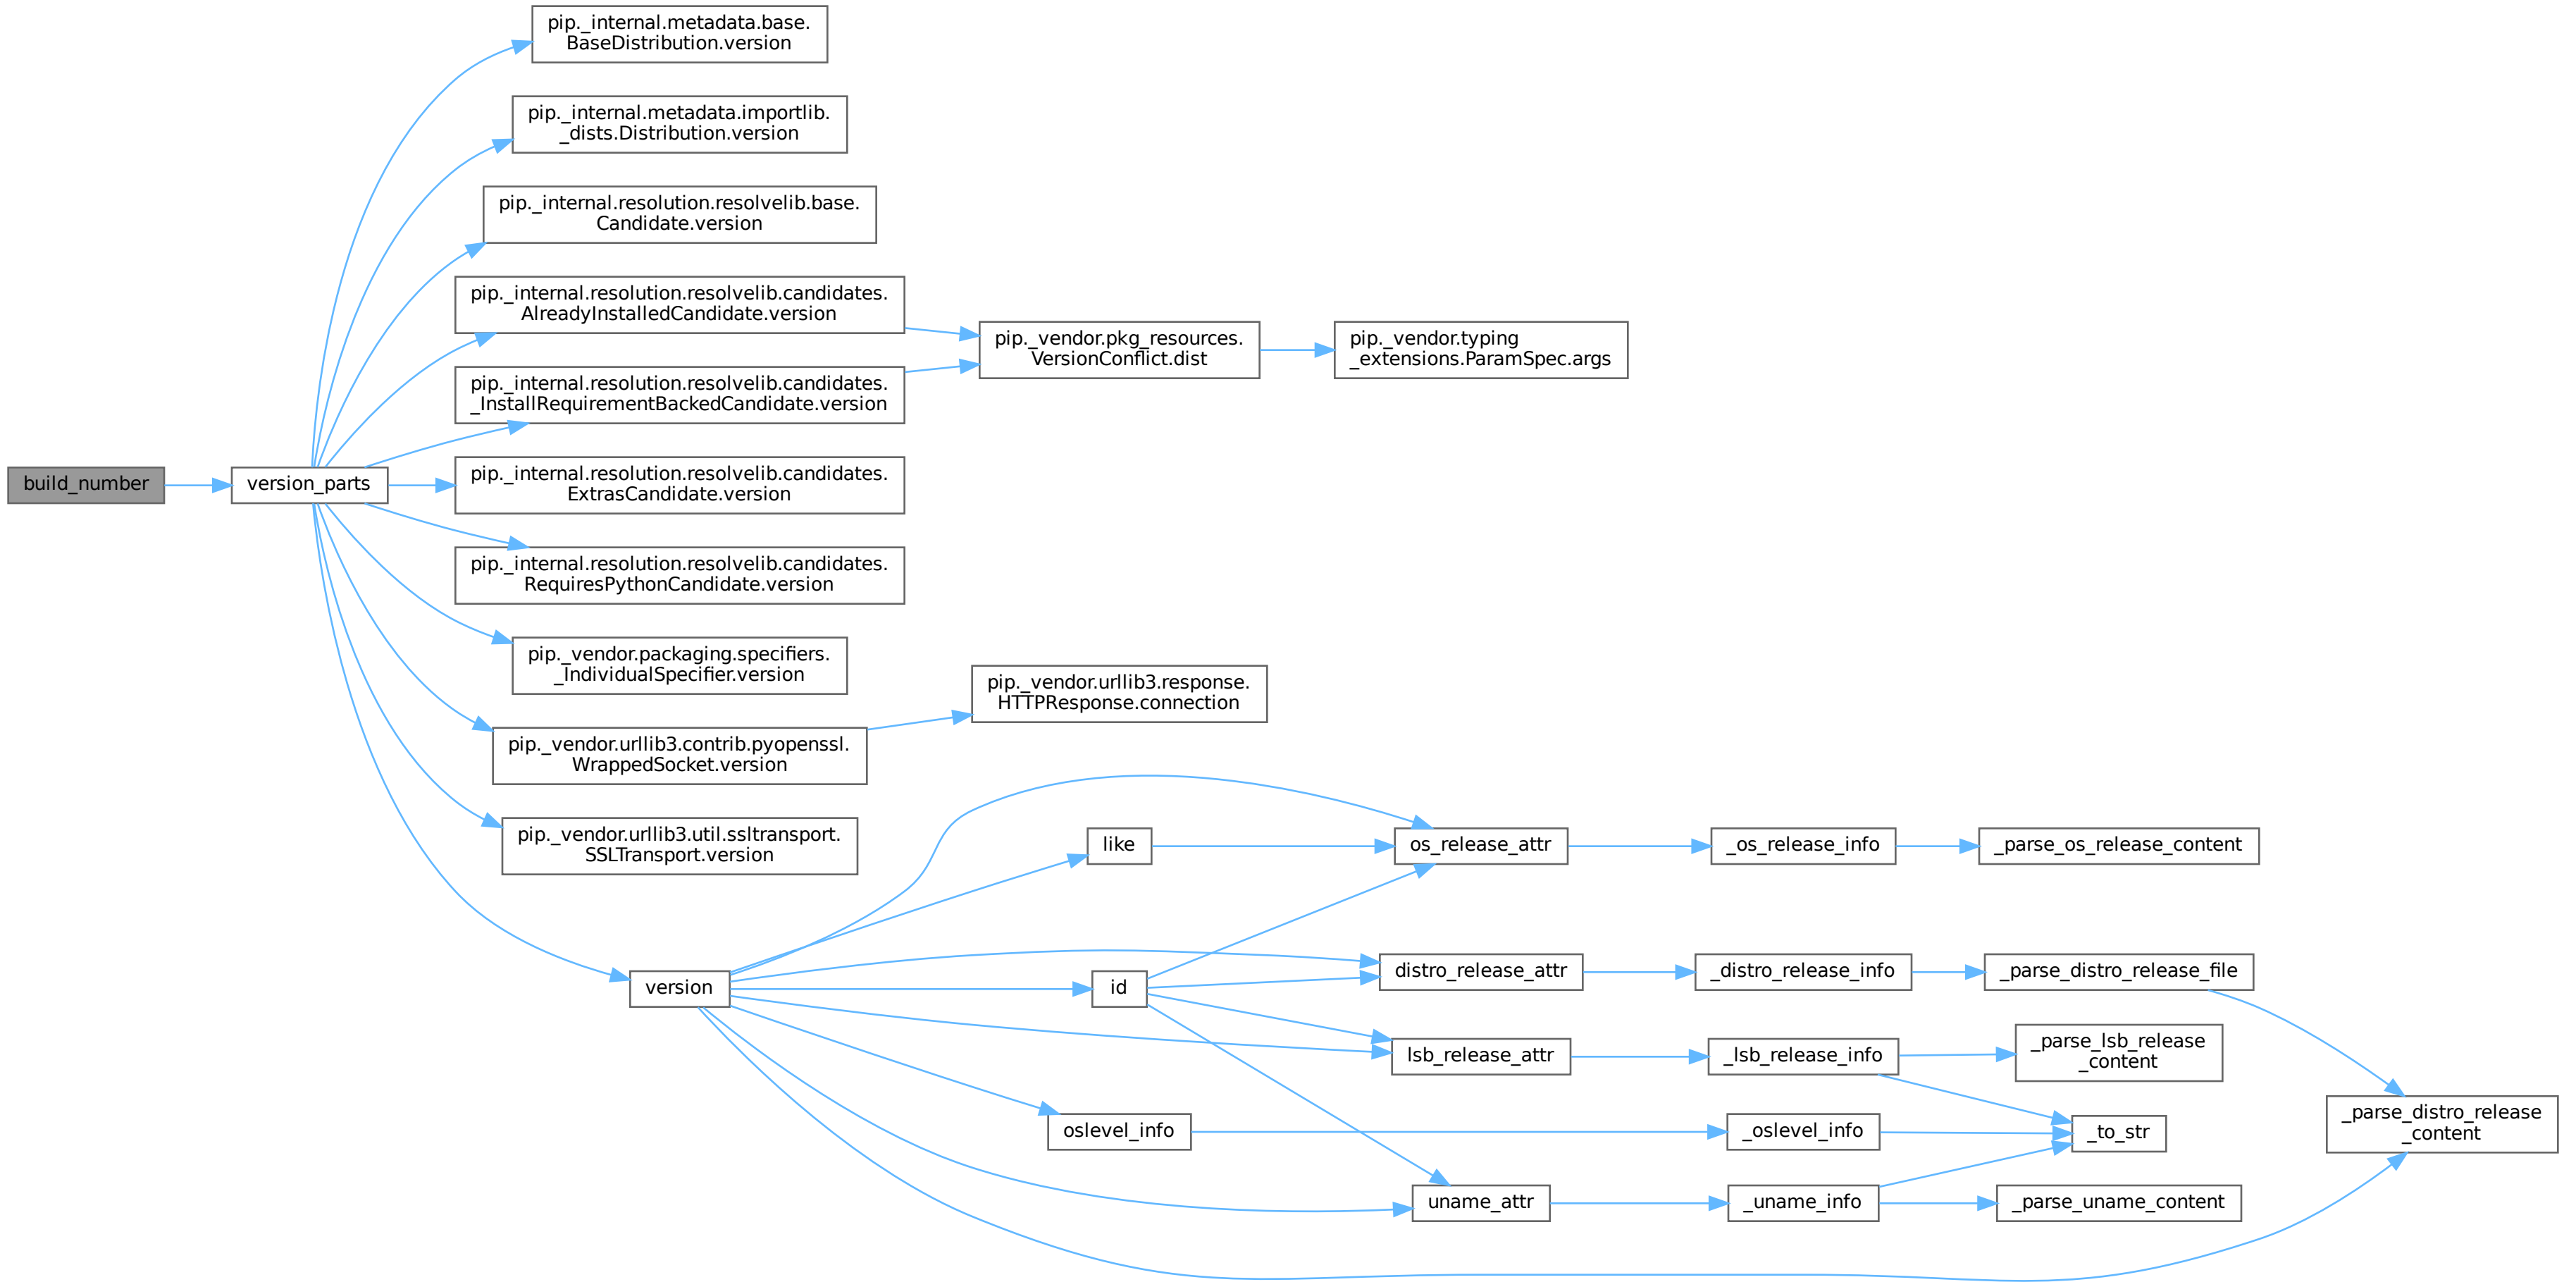 build_number
version_parts
pip._internal.metadata.base.
BaseDistribution.version
pip._internal.metadata.importlib.
_dists.Distribution.version
pip._internal.resolution.resolvelib.base.
Candidate.version
pip._internal.resolution.resolvelib.candidates.
AlreadyInstalledCandidate.version
pip._internal.resolution.resolvelib.candidates.
_InstallRequirementBackedCandidate.version
pip._internal.resolution.resolvelib.candidates.
ExtrasCandidate.version
pip._internal.resolution.resolvelib.candidates.
RequiresPythonCandidate.version
pip._vendor.packaging.specifiers.
_IndividualSpecifier.version
pip._vendor.urllib3.contrib.pyopenssl.
WrappedSocket.version
pip._vendor.urllib3.util.ssltransport.
SSLTransport.version
version
pip._vendor.pkg_resources.
VersionConflict.dist
pip._vendor.typing
_extensions.ParamSpec.args
pip._vendor.urllib3.response.
HTTPResponse.connection
like
id
oslevel_info
os_release_attr
distro_release_attr
lsb_release_attr
uname_attr
_os_release_info
_distro_release_info
_lsb_release_info
_oslevel_info
_uname_info
_parse_os_release_content
_parse_distro_release_file
_parse_lsb_release
_content
_to_str
_parse_uname_content
_parse_distro_release
_content